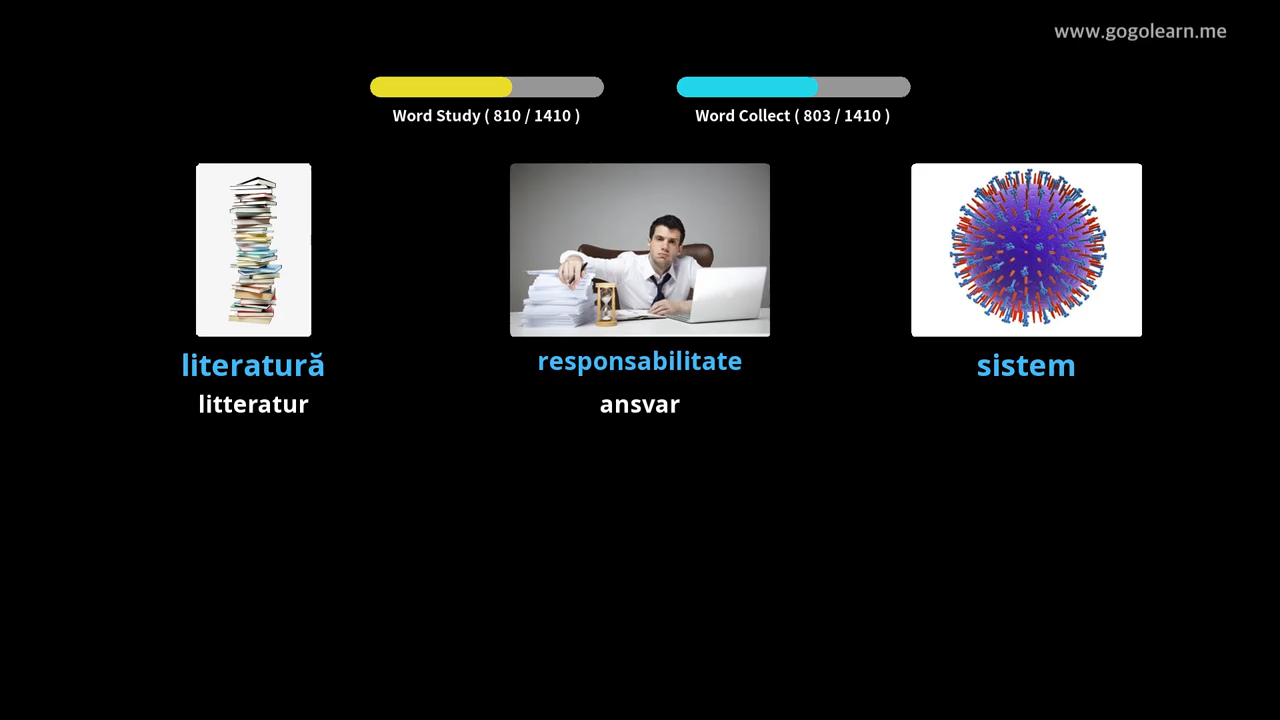 www.gogolearn.me
Word Study ( 810 / 1410 )
Word Collect ( 803 / 1410 )
literatură
responsabilitate
sistem
litteratur
ansvar